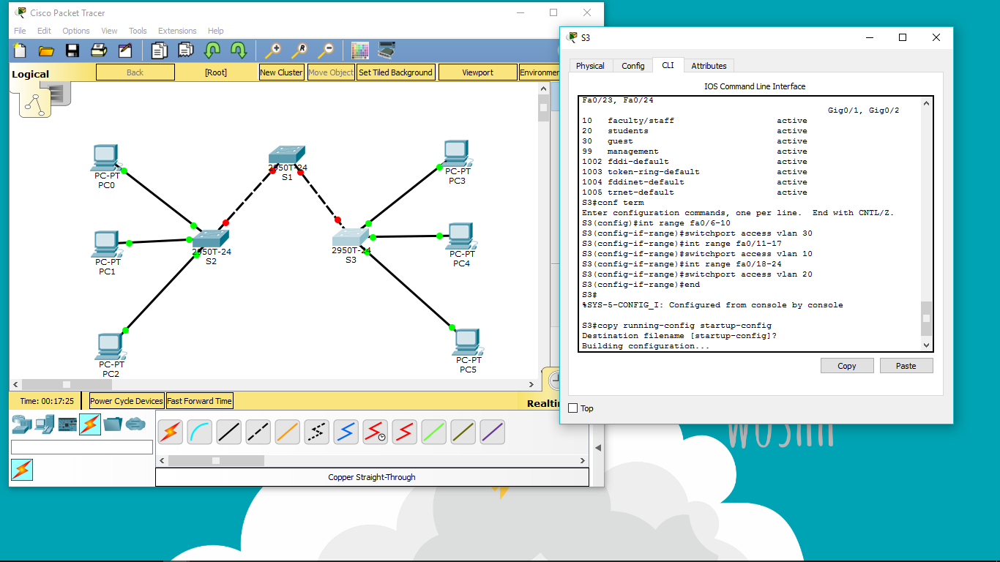 Cisco Packet Tracer
File Edit Options View Tools Extensions Help
Logical
Back
[Root]
New Cluster
Move Object
Set Tiled Background
Viewport
Environmen
PC-PT
PC0
PC-PT
PC1
PC-PT
PC2
2950T-24
S1
2950T-24
S2
2950T-24
S3
PC-PT
PC3
PC-PT
PC4
PC-PT
PC5
Time: 00:17:25
Power Cycle Devices
Fast Forward Time
Realtim
Copper Straight-Through
S3
Physical Config CLI Attributes
IOS Command Line Interface
Fa0/23, Fa0/24
Gig0/1, Gig0/2
10 faculty/staff active
20 students active
30 guest active
99 management active
1002 fddi-default active
1003 token-ring-default active
1004 fddinet-default active
1005 trnet-default active
S3#conf term
Enter configuration commands, one per line. End with CNTL/Z.
S3(config)#int range fa0/6-10
S3(config-if-range)#switchport access vlan 30
S3(config-if-range)#int range fa0/11-17
S3(config-if-range)#switchport access vlan 10
S3(config-if-range)#int range fa0/18-24
S3(config-if-range)#switchport access vlan 20
S3(config-if-range)#end
S3#
%SYS-5-CONFIG_I: Configured from console by console
S3#copy running-config startup-config
Destination filename [startup-config]?
Building configuration...
Copy
Paste
Top